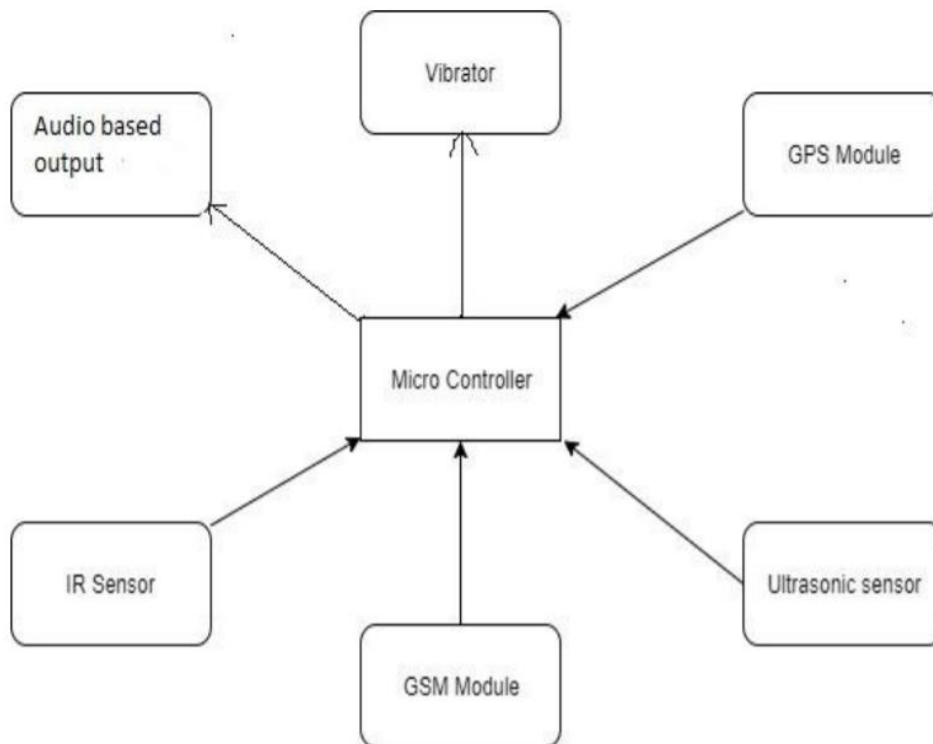 Vibrator
Audio based
output
GPS Module
Micro Controller
IR Sensor
Ultrasonic sensor
GSM Module